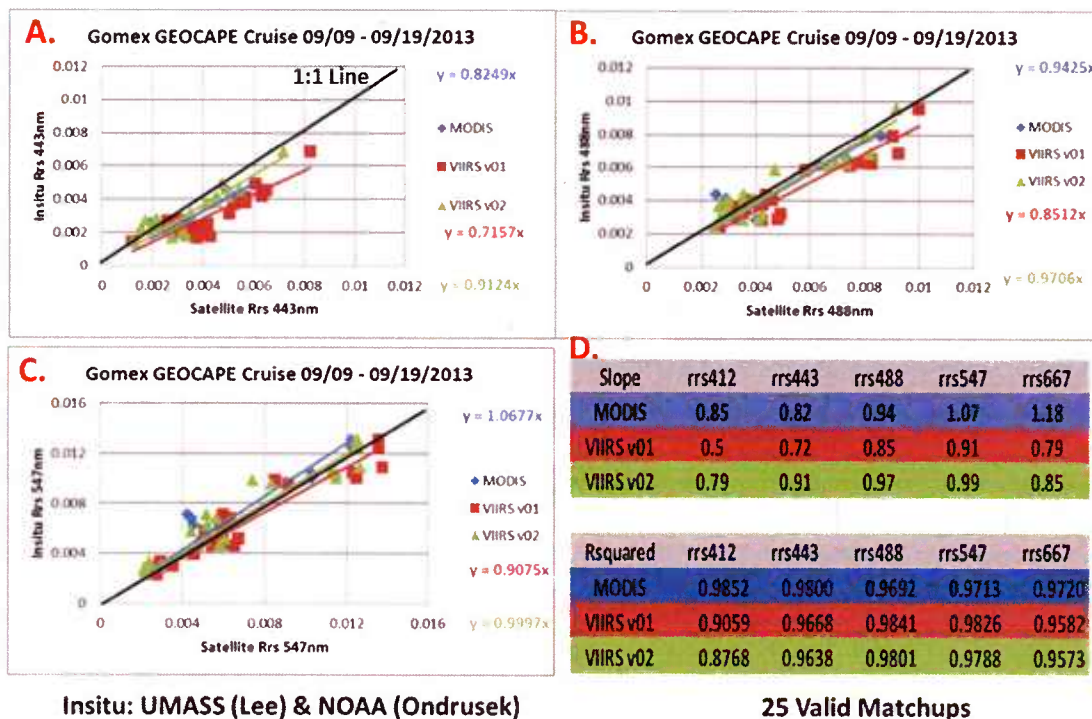 A.
Gomex GEOCAPE Cruise 09/09 - 09/19/2013
0.012
0.01
0.008
0.006
0.004
0.002
0
Insitu Rrs 443nm
1:1 Line
y = 0.8249x
MODIS
VIIRS v01
VIIRS v02
y = 0.7157x
y = 0.9124x
0 0.002 0.004 0.006 0.008 0.01 0.012
Satellite Rrs 443nm
B.
Gomex GEOCAPE Cruise 09/09 - 09/19/2013
0.012
0.01
0.008
0.006
0.004
0.002
0
Insitu Rrs 488nm
y = 0.9425x
MODIS
VIIRS v01
VIIRS v02
y = 0.8512x
y = 0.9706x
0 0.002 0.004 0.006 0.008 0.01 0.012
Satellite Rrs 488nm
C.
Gomex GEOCAPE Cruise 09/09 - 09/19/2013
0.016
0.012
0.008
0.004
0
Insitu Rrs 547nm
y = 1.0677x
MODIS
VIIRS v01
VIIRS v02
y = 0.9075x
y = 0.9997x
0 0.004 0.008 0.012 0.016
Satellite Rrs 547nm
D.
Slope rrs412 rrs443 rrs488 rrs547 rrs667
MODIS 0.85 0.82 0.94 1.07 1.18
VIIRS v01 0.5 0.72 0.85 0.91 0.79
VIIRS v02 0.79 0.91 0.97 0.99 0.85
Rsquared rrs412 rrs443 rrs488 rrs547 rrs667
MODIS 0.9852 0.9800 0.9692 0.9713 0.9720
VIIRS v01 0.9059 0.9668 0.9841 0.9826 0.9582
VIIRS v02 0.8768 0.9638 0.9801 0.9788 0.9573
Insitu: UMASS (Lee) & NOAA (Ondrusek)
25 Valid Matchups